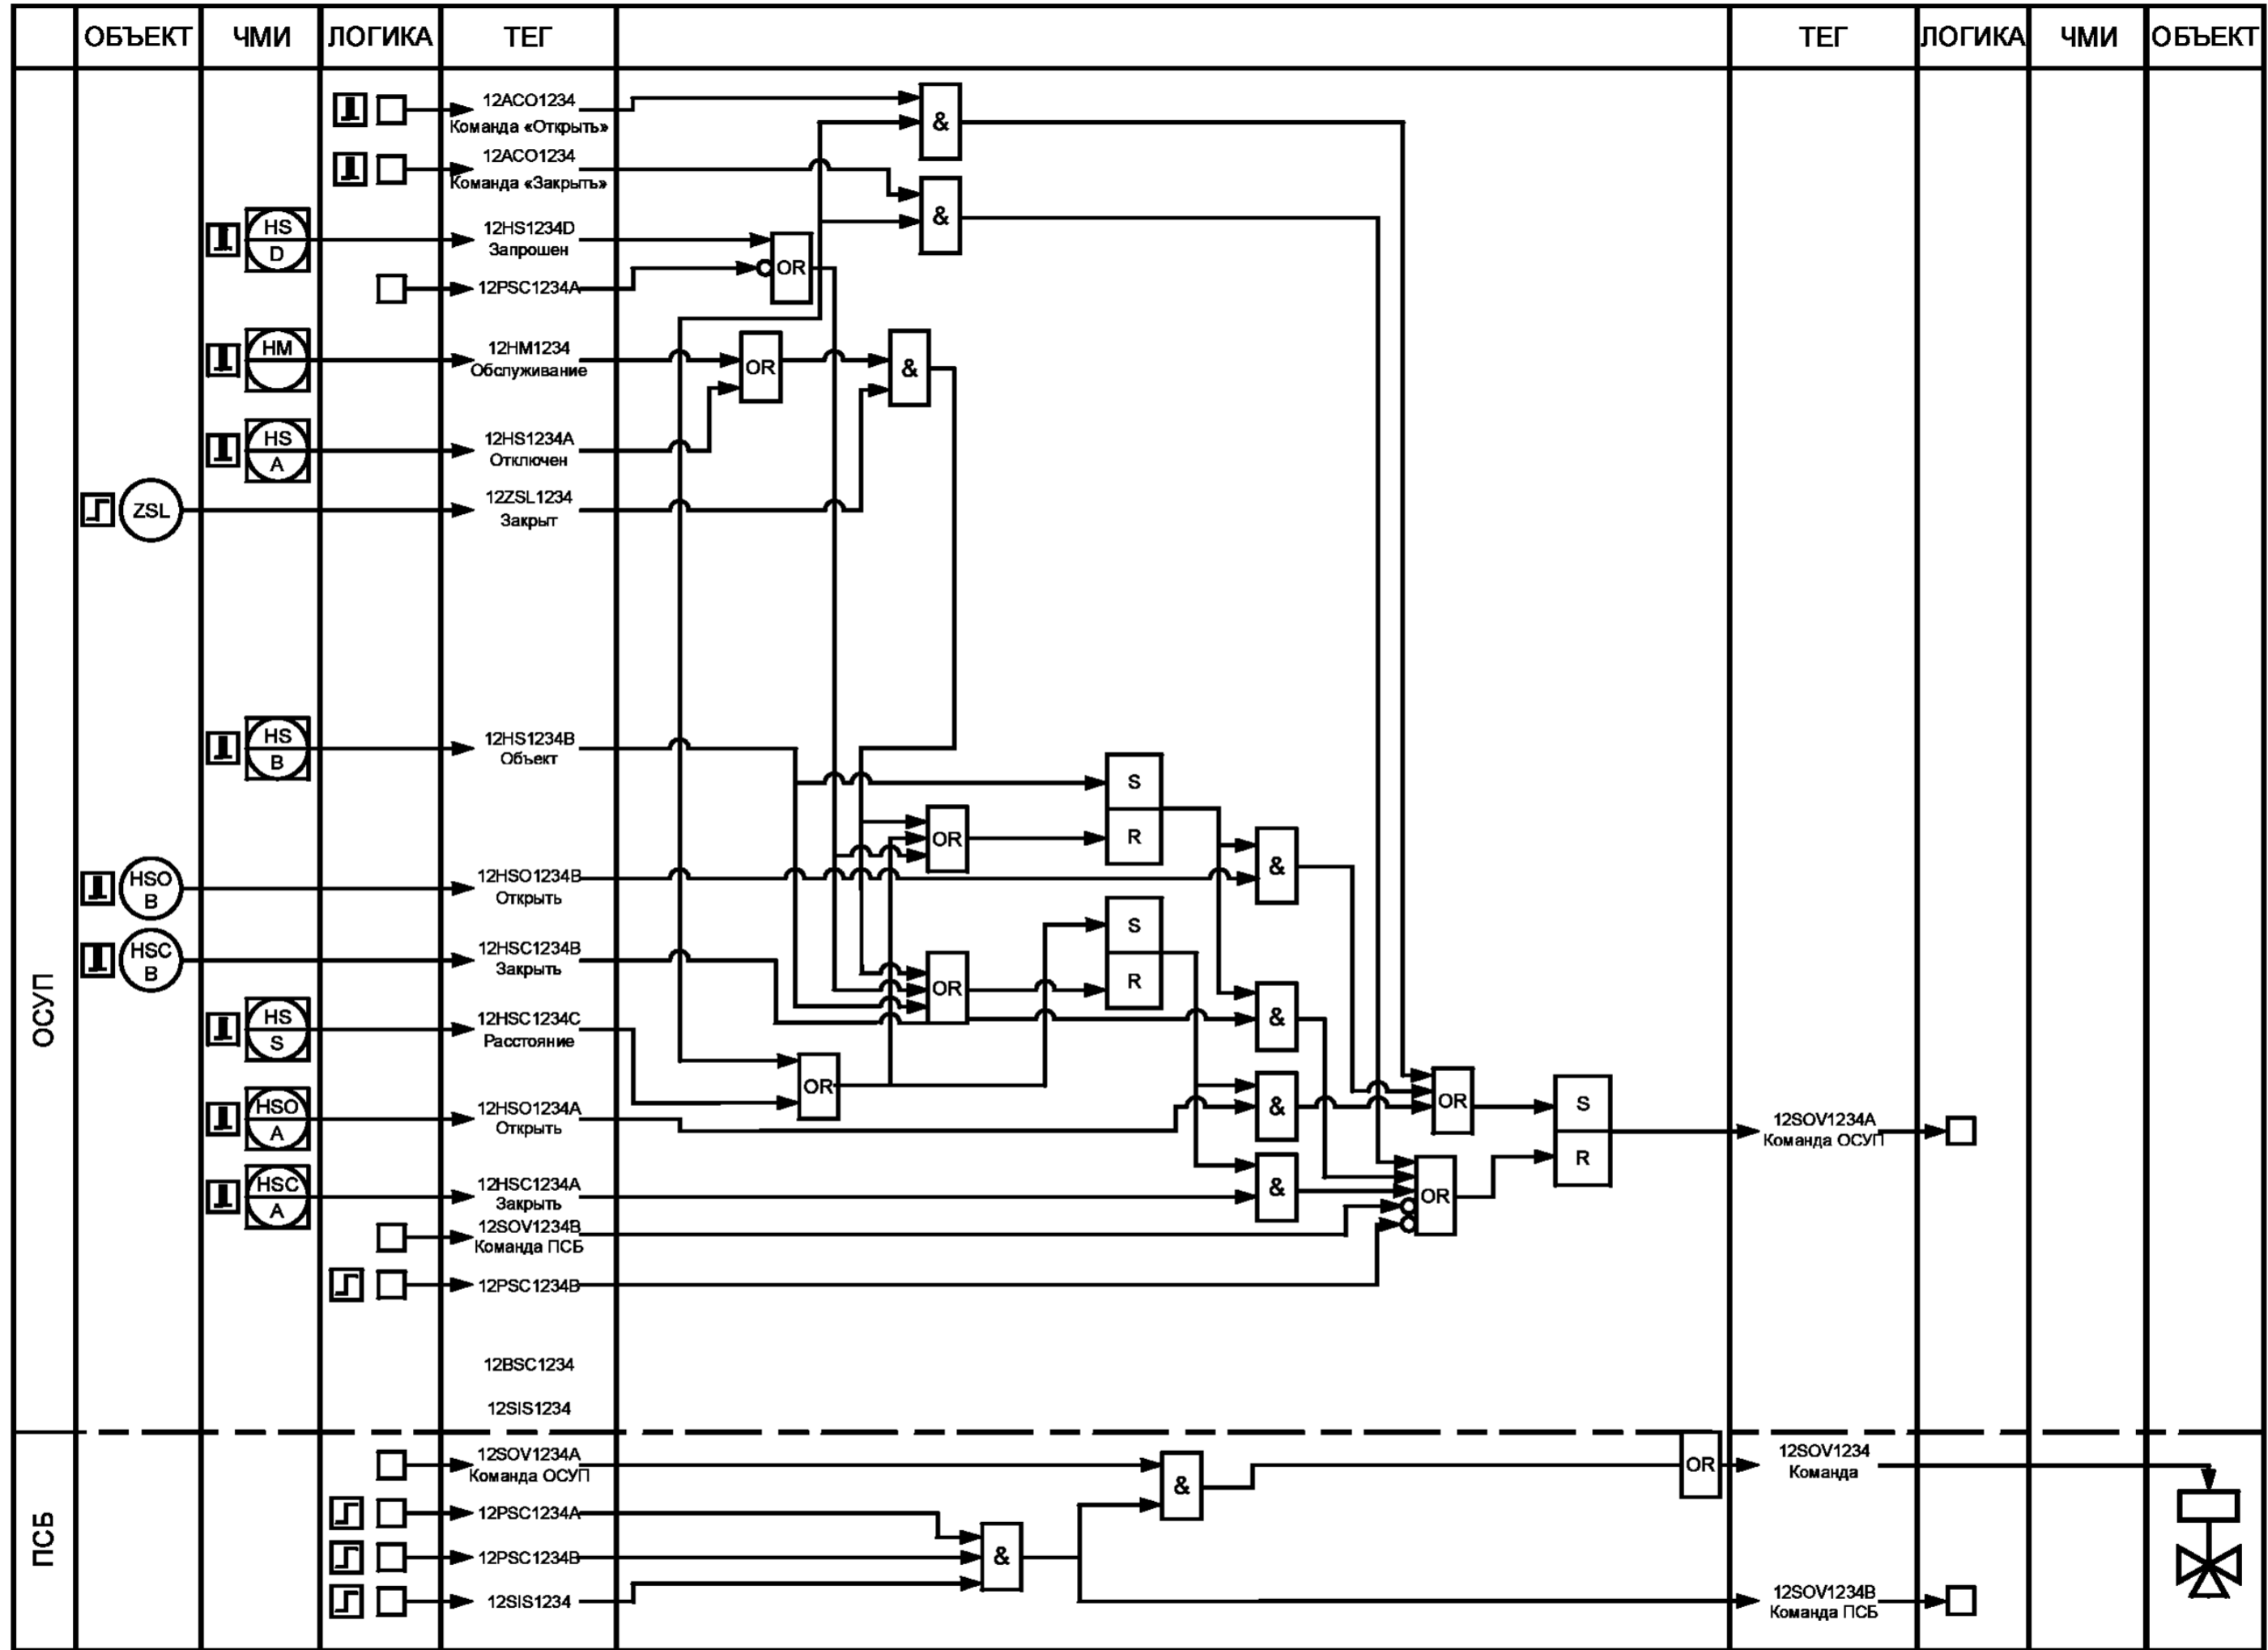 ОБЪЕКТ ЧМИ ЛОГИКА ТЕГ ТЕГ ЛОГИКА ЧМИ ОБЪЕКТ
12ACO1234
Команда «Открыть»
&
12ACO1234
Команда «Закрыть»
&
HS
D
12HS1234D
Запрошен
OR
12PSC1234A
HM
12HM1234
Обслуживание
OR
&
HS
A
12HS1234A
Отключен
ZSL
12ZSL1234
Закрыт
HS
B
12HS1234B
Объект
S
R
OR
&
HSO
B
12HSO1234B
Открыть
S
R
HSC
B
12HSC1234B
Закрыть
OR
&
ОСУП
HS
S
12HSC1234C
Расстояние
OR
HSO
A
12HSO1234A
Открыть
&
OR
S
R
12SOV1234A
Команда ОСУП
HSC
A
12HSC1234A
Закрыть
&
OR
12SOV1234B
Команда ПСБ
12PSC1234B
12BSC1234
12SIS1234
ПСБ
12SOV1234A
Команда ОСУП
&
OR
12SOV1234
Команда
12PSC1234A
12PSC1234B
&
12SIS1234
12SOV1234B
Команда ПСБ